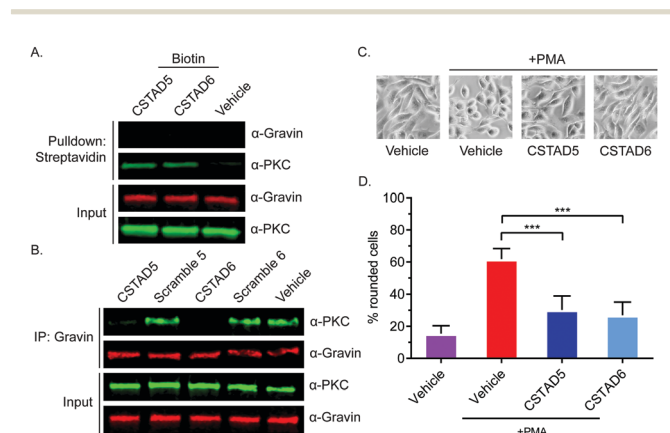 A.
Biotin
CSTAD5
CSTAD6
Vehicle
Pulldown:
Streptavidin
α-Gravin
α-PKC
Input
α-Gravin
α-PKC
B.
CSTAD5
Scramble 5
CSTAD6
Scramble 6
Vehicle
IP: Gravin
α-PKC
α-Gravin
Input
α-PKC
α-Gravin
C.
+PMA
Vehicle
Vehicle
CSTAD5
CSTAD6
D.
% rounded cells
100
80
60
40
20
0
***
***
Vehicle
Vehicle
CSTAD5
CSTAD6
+PMA